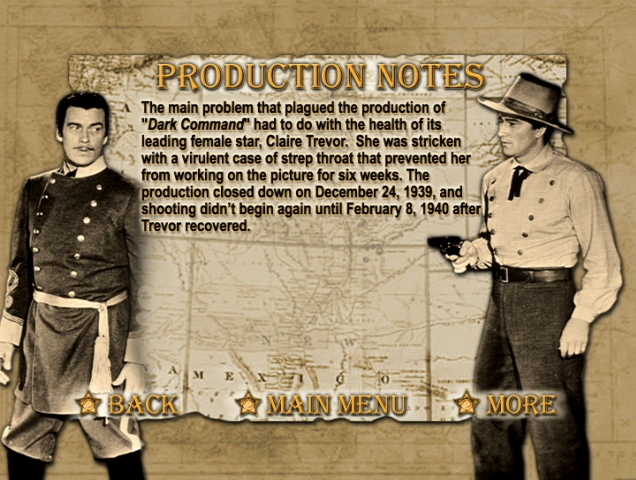 PRODUCTION NOTES
The main problem that plagued the production of
"Dark Command" had to do with the health of its
leading female star, Claire Trevor. She was stricken
with a virulent case of strep throat that prevented her
from working on the picture for six weeks. The
production closed down on December 24, 1939, and
shooting didn't begin again until February 8, 1940 after
Trevor recovered.
NEW
AMEXICO
BACK MAIN MENU MORE